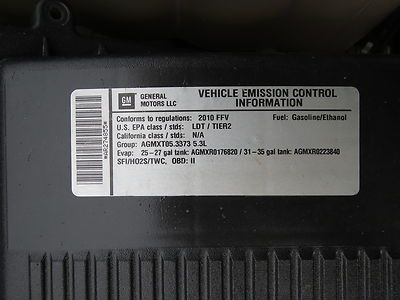 GM
GENERAL
MOTORS LLC
VEHICLE EMISSION CONTROL
INFORMATION
Conforms to regulations: 2010 FFV Fuel: Gasoline/Ethanol
U.S. EPA class / stds: LDT / TIER2
California class / stds: N/A
Group: AGMXT05.3373 5.3L
Evap: 25-27 gal tank: AGMXR0176820 / 31-35 gal tank: AGMXR0223840
SFI/HO2S/TWC, OBD: II